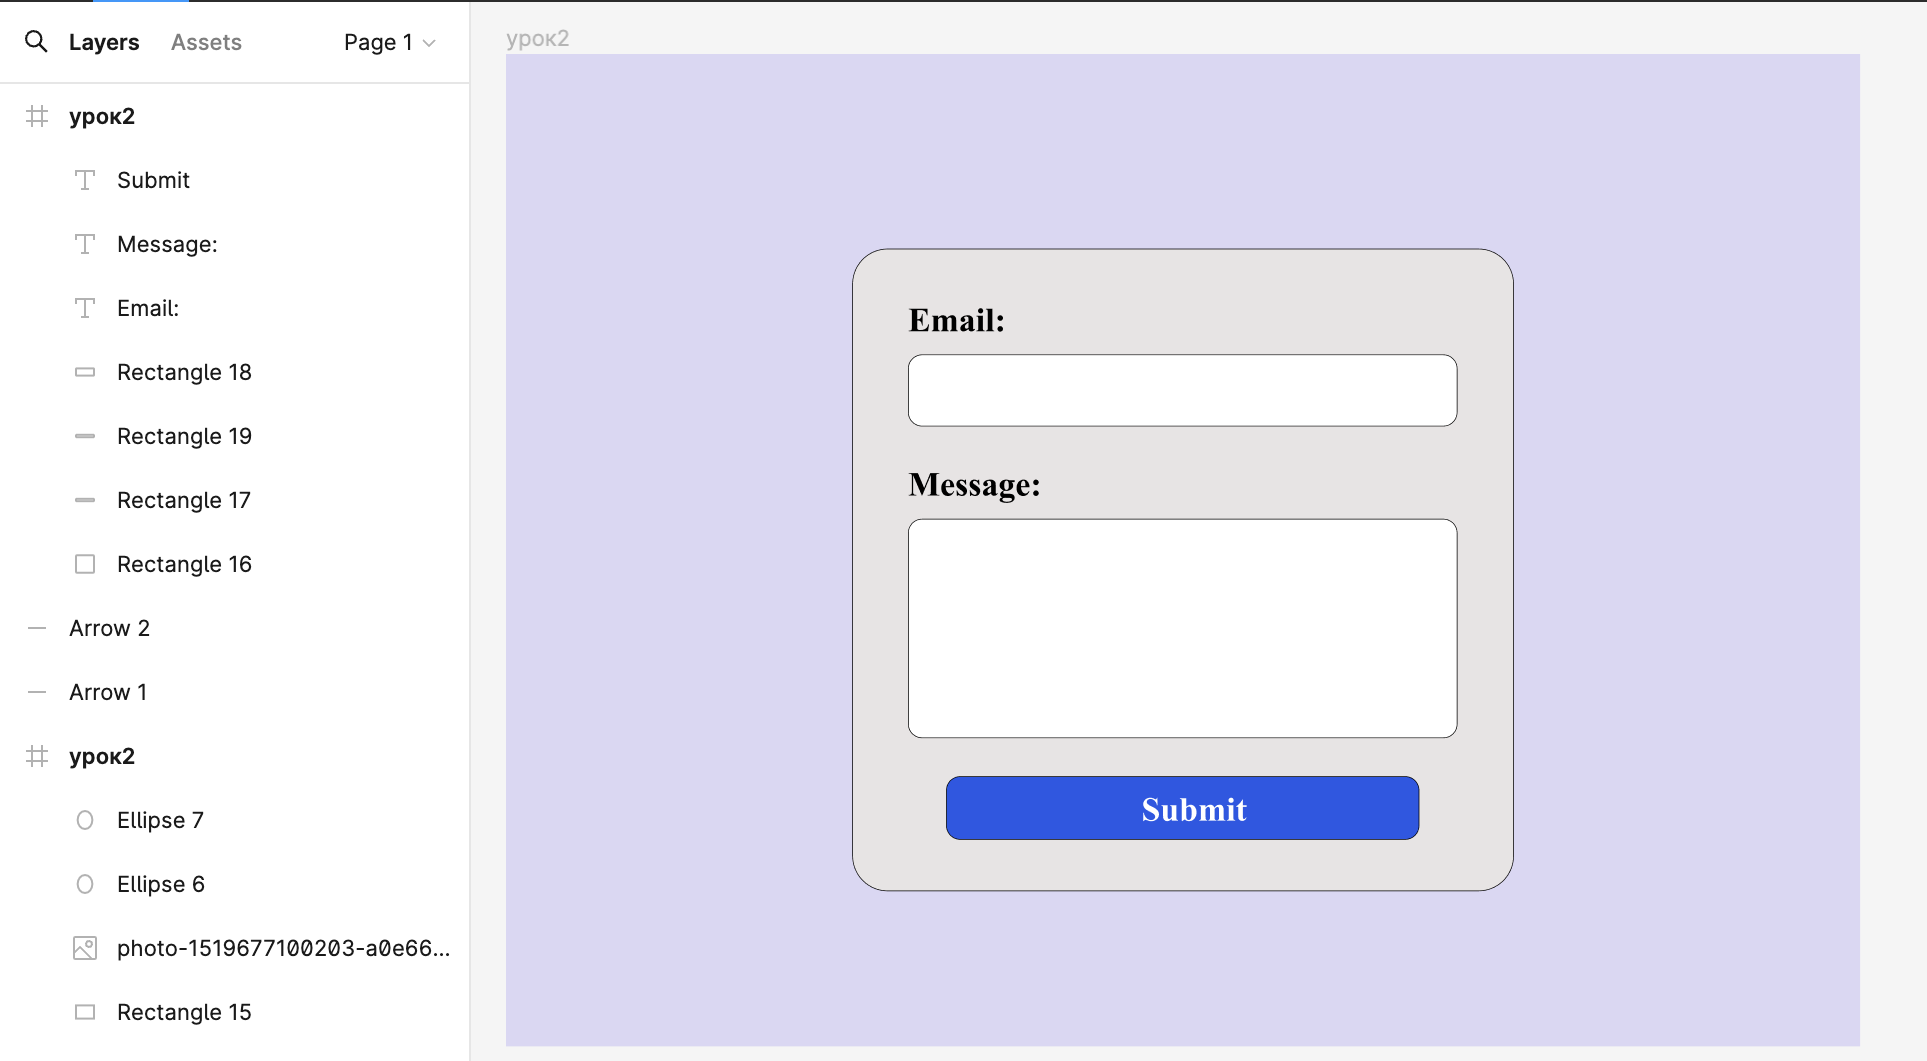 Layers Assets Page 1
урок2
Submit
Message:
Email:
Rectangle 18
Rectangle 19
Rectangle 17
Rectangle 16
Arrow 2
Arrow 1
урок2
Ellipse 7
Ellipse 6
photo-1519677100203-a0e66...
Rectangle 15
урок2
Email:
Message:
Submit